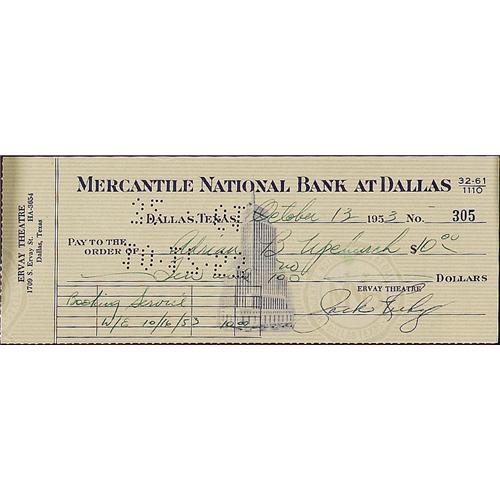 ERVAY THEATRE
1709 S. Ervay St. HA-3654
Dallas, Texas
MERCANTILE NATIONAL BANK AT DALLAS 32-61
1110
DALLAS, TEXAS, October 13 1953 No. 305
PAY TO THE
ORDER OF Adrian B Upchurch $10 00
Ten and no
100 DOLLARS
ERVAY THEATRE
Booking Service
W/E 10/16/53 10.00
Jack Ruby